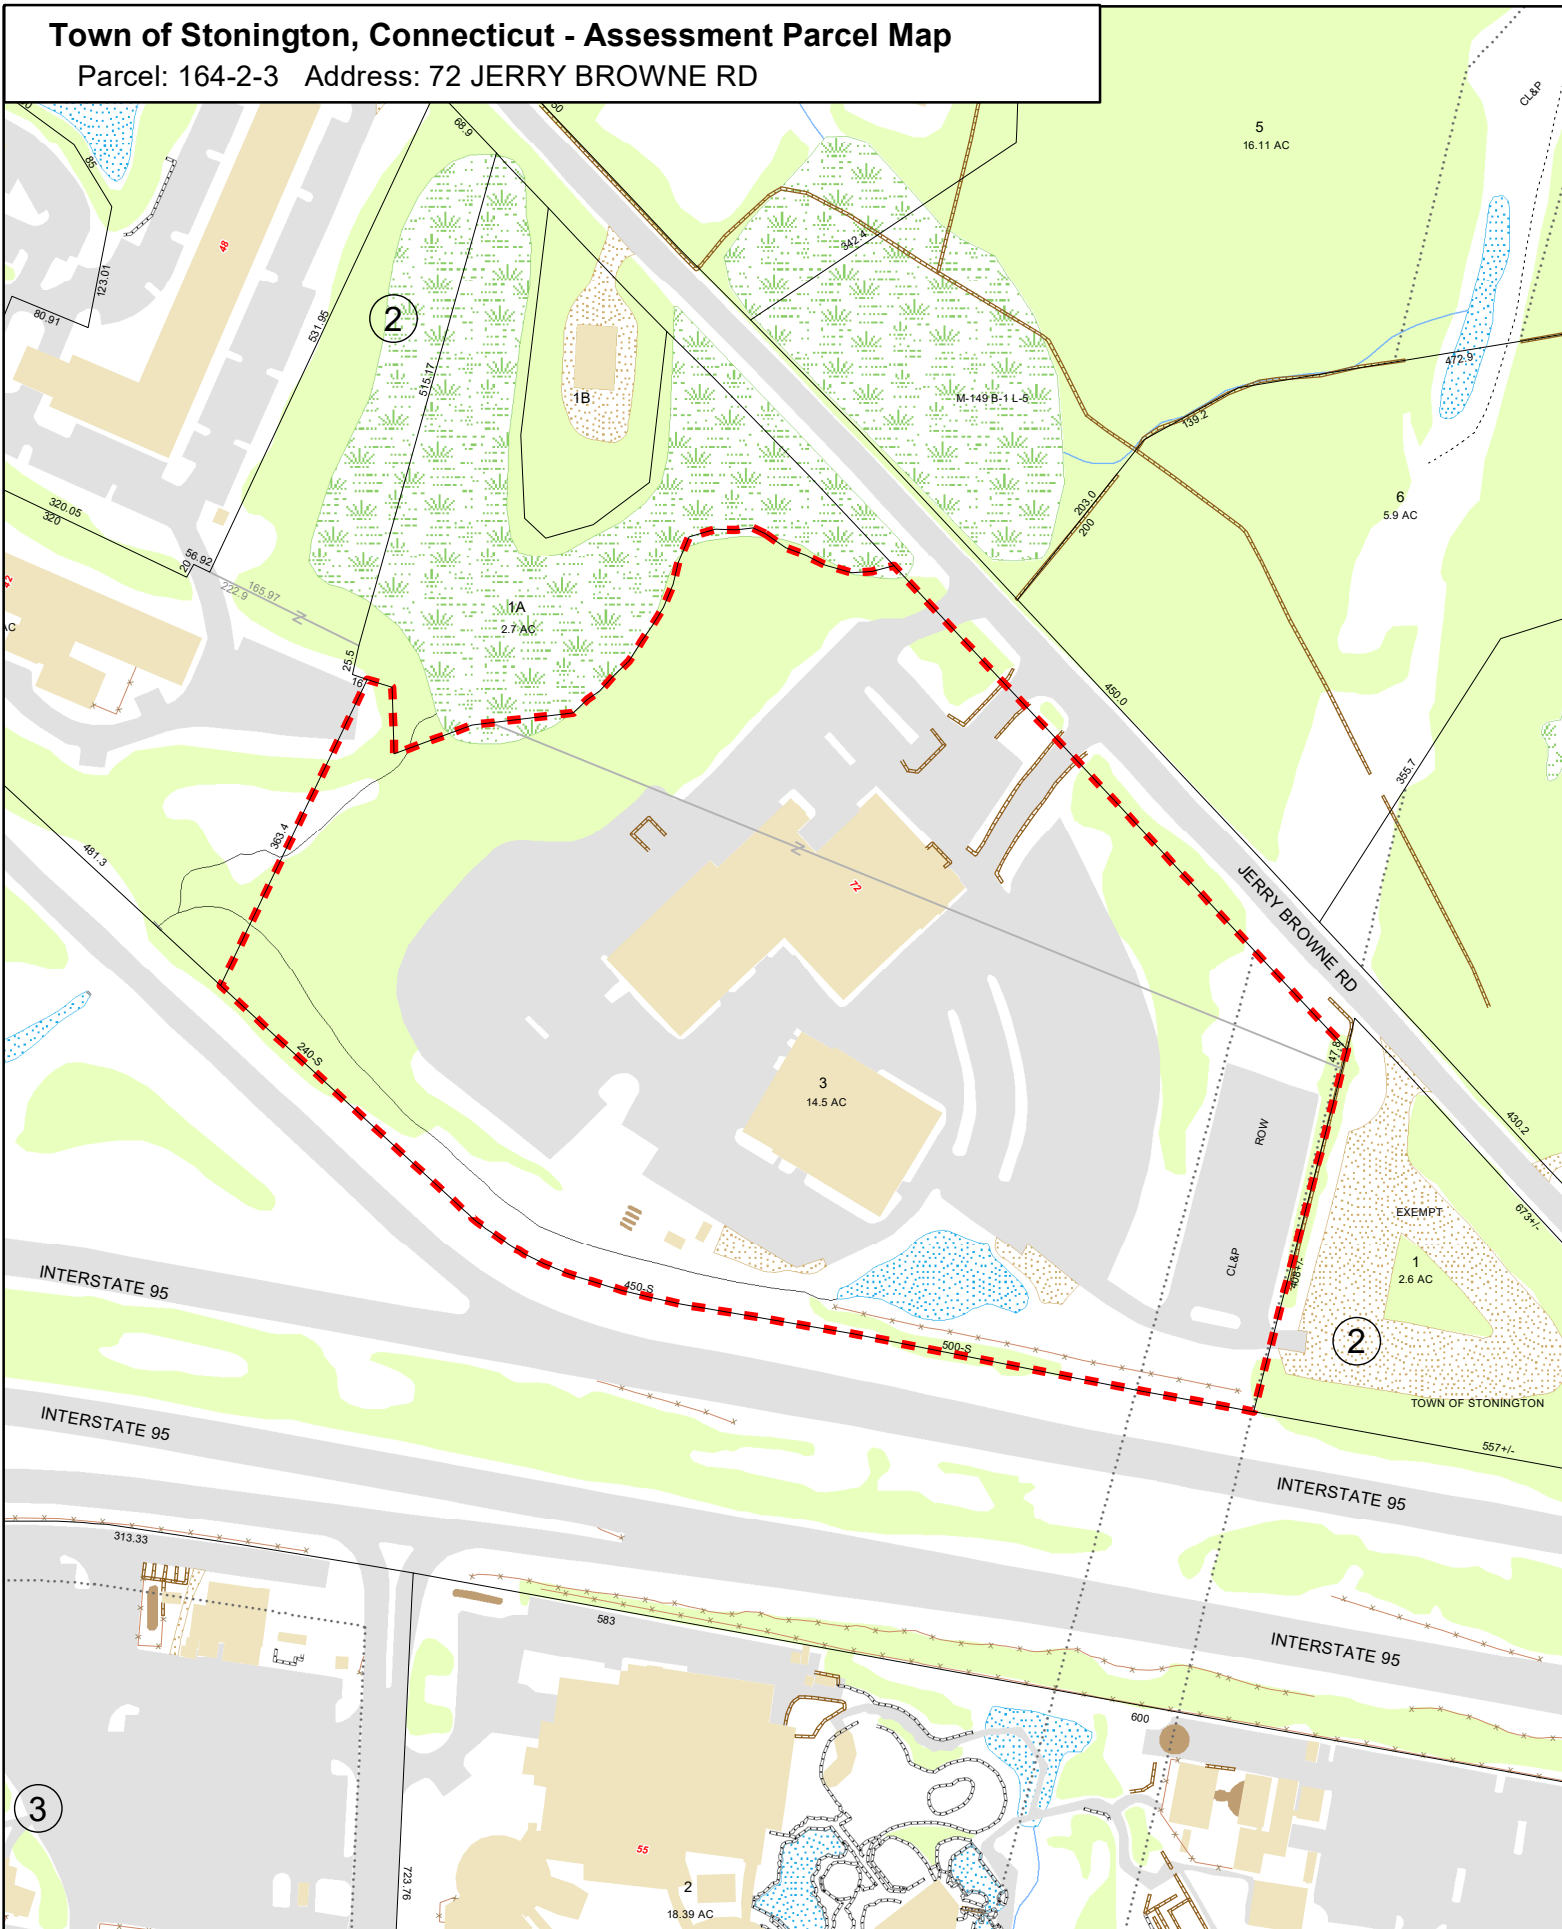 Town of Stonington, Connecticut - Assessment Parcel Map
Parcel: 164-2-3 Address: 72 JERRY BROWNE RD
68.9
5
16.11 AC
CL&P
85
48
342.4
123.01
80.91
2
531.95
515.17
472.9
1B
M-149 B-1 L-5
139.2
320.05
320
203.0
200
6
5.9 AC
56.92
20
42
165.97
222.9
1A
2.7 AC
AC
25.5
16
450.0
355.7
363.4
481.3
72
JERRY BROWNE RD
240-S
47.8
3
14.5 AC
ROW
430.2
673+/-
EXEMPT
1
2.6 AC
CL&P
408+/-
INTERSTATE 95
450-S
500-S
2
TOWN OF STONINGTON
557+/-
INTERSTATE 95
INTERSTATE 95
313.33
583
INTERSTATE 95
600
3
55
723.76
2
18.39 AC